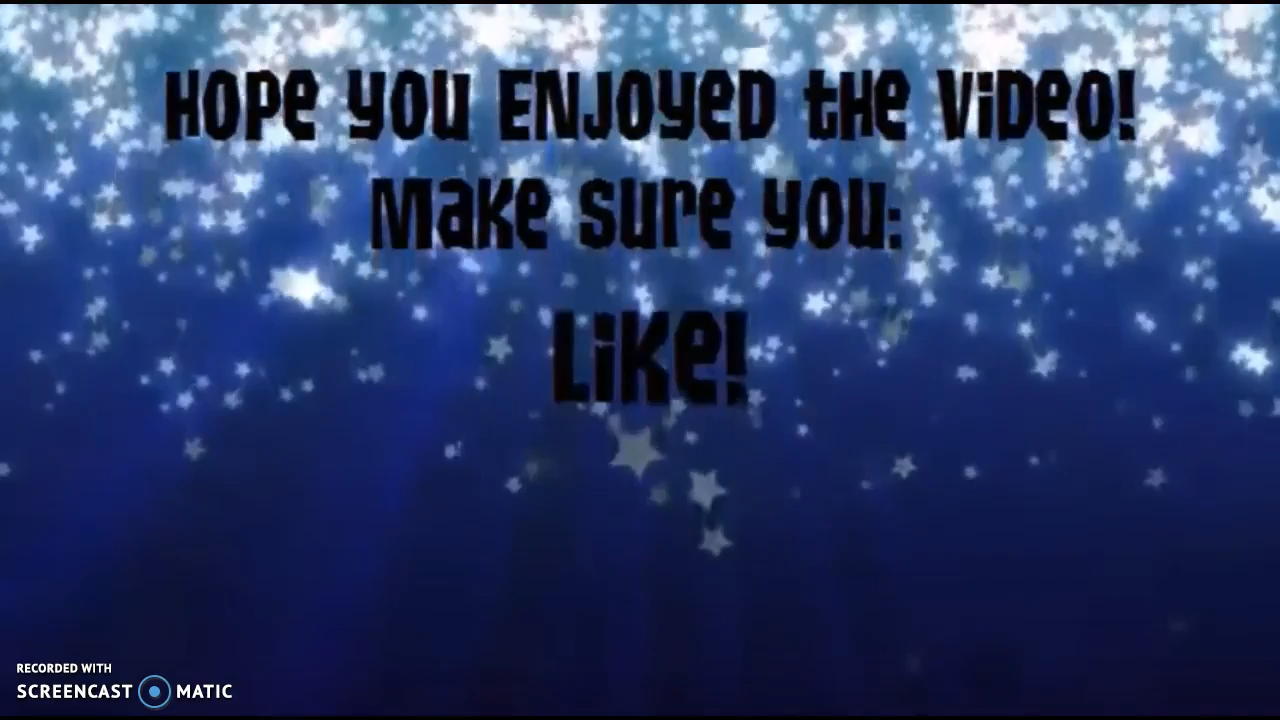 HOPE YOU ENJOYED THE VIDEO!
MAKE SURE YOU:
LIKE!
RECORDED WITH
SCREENCAST MATIC